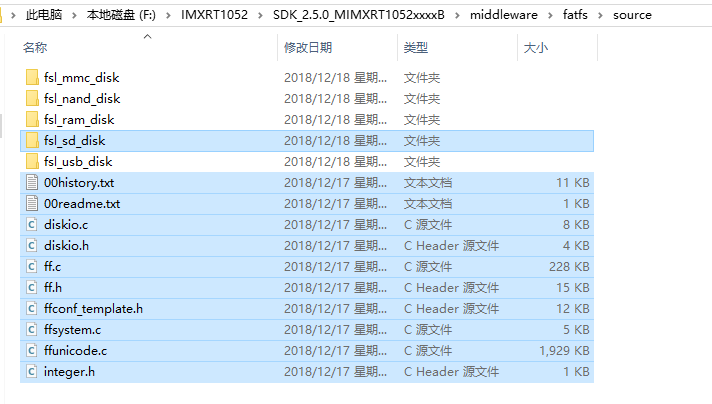 此电脑 › 本地磁盘 (F:) › IMXRT1052 › SDK_2.5.0_MIMXRT1052xxxxB › middleware › fatfs › source
名称 修改日期 类型 大小
fsl_mmc_disk 2018/12/18 星期... 文件夹
fsl_nand_disk 2018/12/18 星期... 文件夹
fsl_ram_disk 2018/12/18 星期... 文件夹
fsl_sd_disk 2018/12/18 星期... 文件夹
fsl_usb_disk 2018/12/18 星期... 文件夹
00history.txt 2018/12/17 星期... 文本文档 11 KB
00readme.txt 2018/12/17 星期... 文本文档 1 KB
diskio.c 2018/12/17 星期... C 源文件 8 KB
diskio.h 2018/12/17 星期... C Header 源文件 4 KB
ff.c 2018/12/17 星期... C 源文件 228 KB
ff.h 2018/12/17 星期... C Header 源文件 15 KB
ffconf_template.h 2018/12/17 星期... C Header 源文件 12 KB
ffsystem.c 2018/12/17 星期... C 源文件 5 KB
ffunicode.c 2018/12/17 星期... C 源文件 1,929 KB
integer.h 2018/12/17 星期... C Header 源文件 1 KB